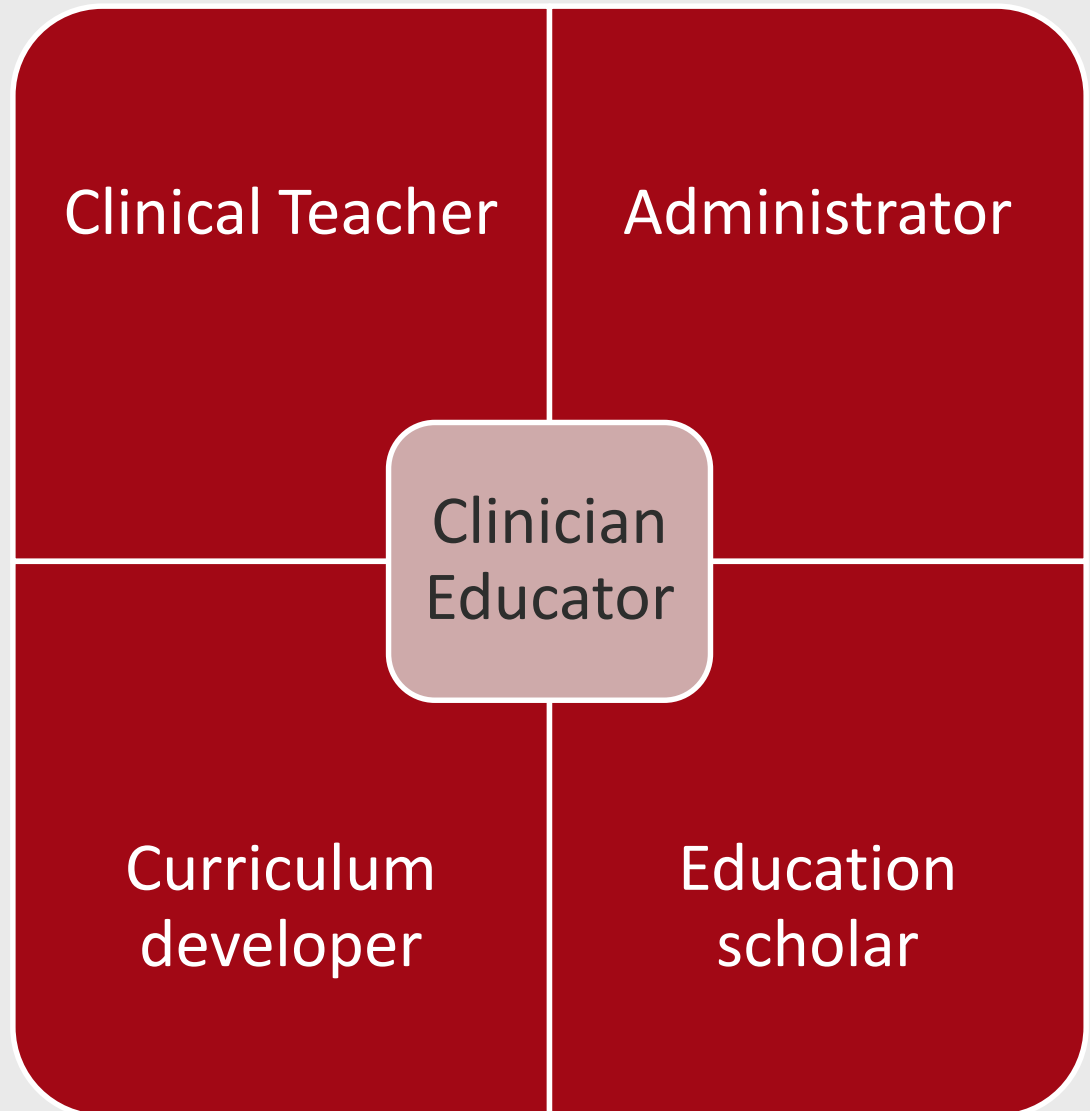 Clinical Teacher
Administrator
Clinician
Educator
Curriculum
developer
Education
scholar